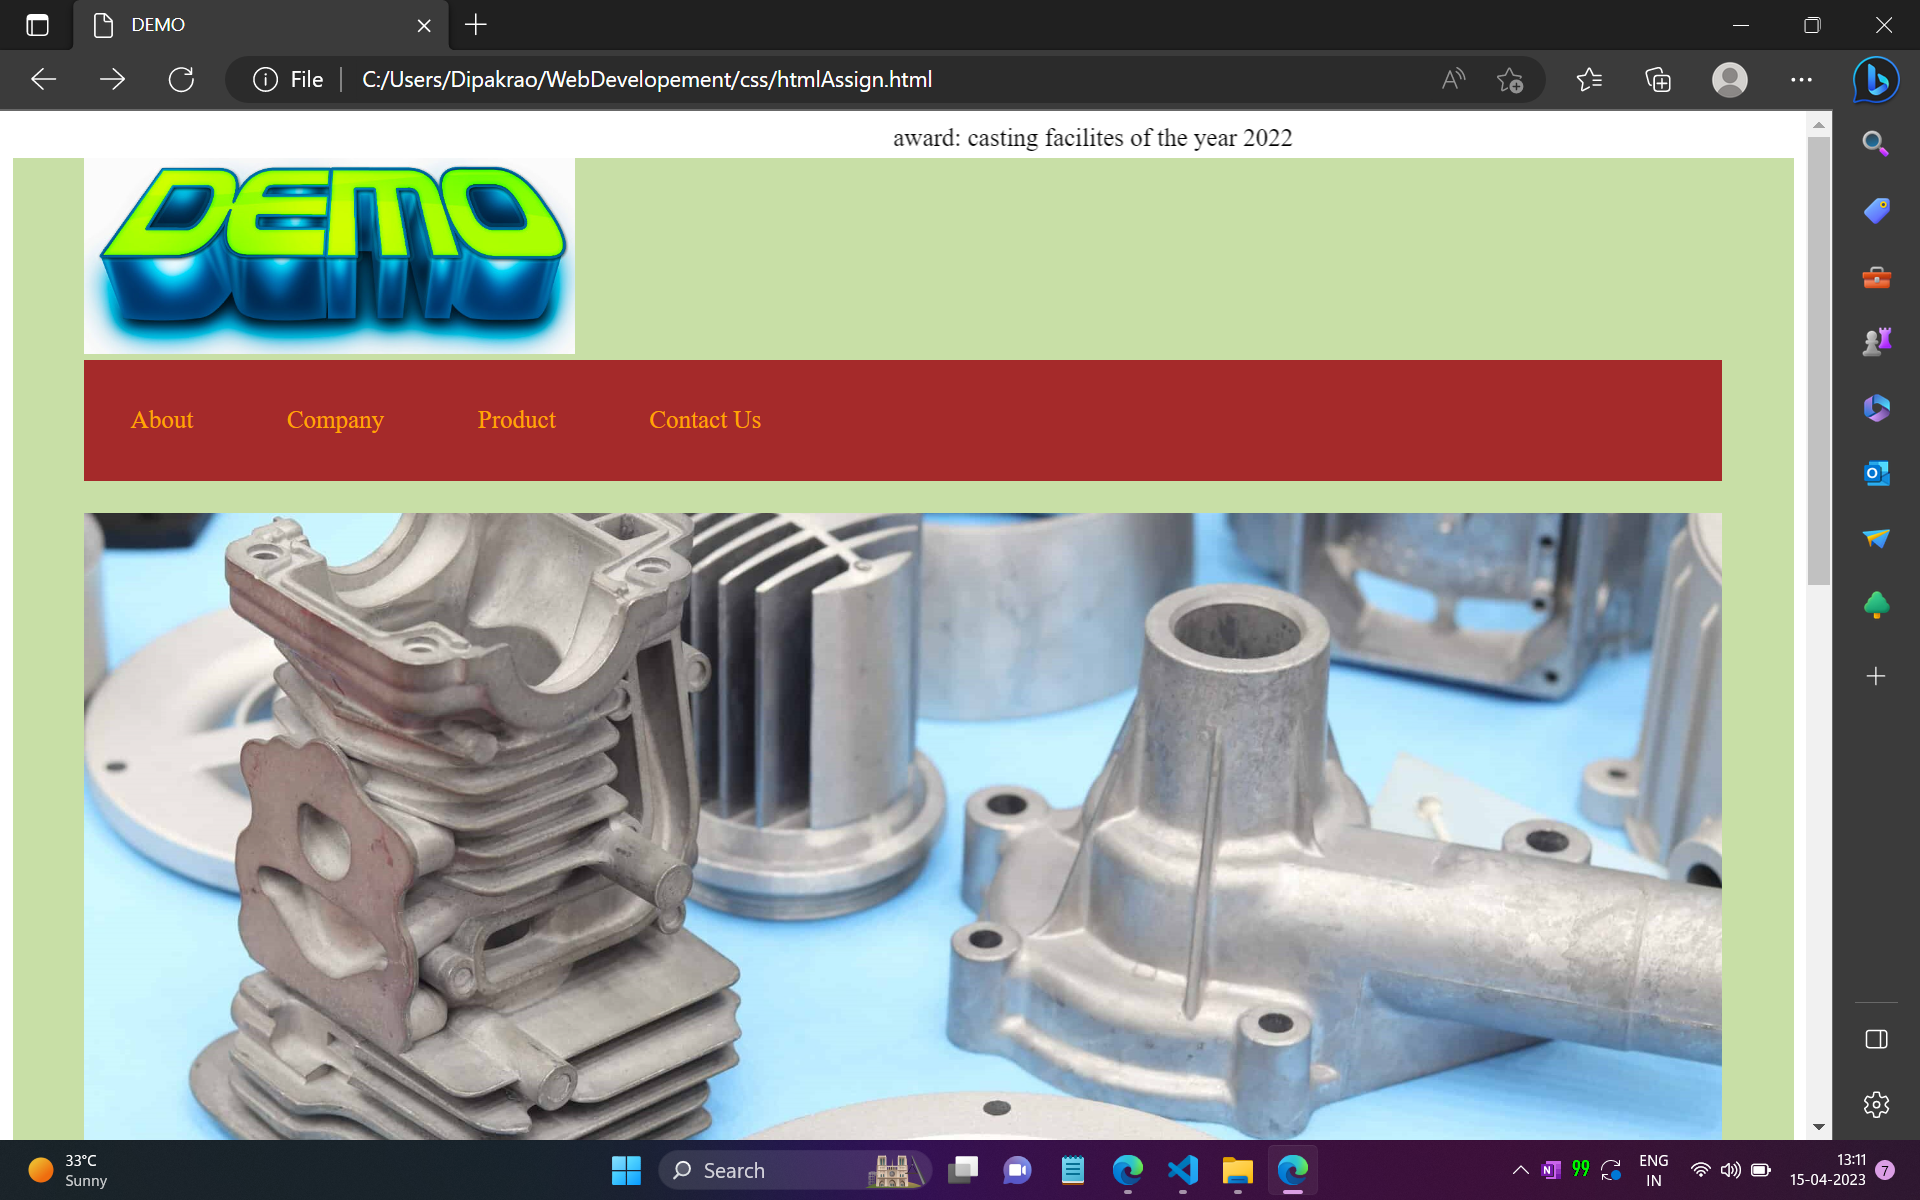 DEMO
File
C:/Users/Dipakrao/WebDevelopement/css/htmlAssign.html
award: casting facilites of the year 2022
DEMO
About
Company
Product
Contact Us
33°C
Sunny
Search
99
ENG
IN
13:11
15-04-2023
7